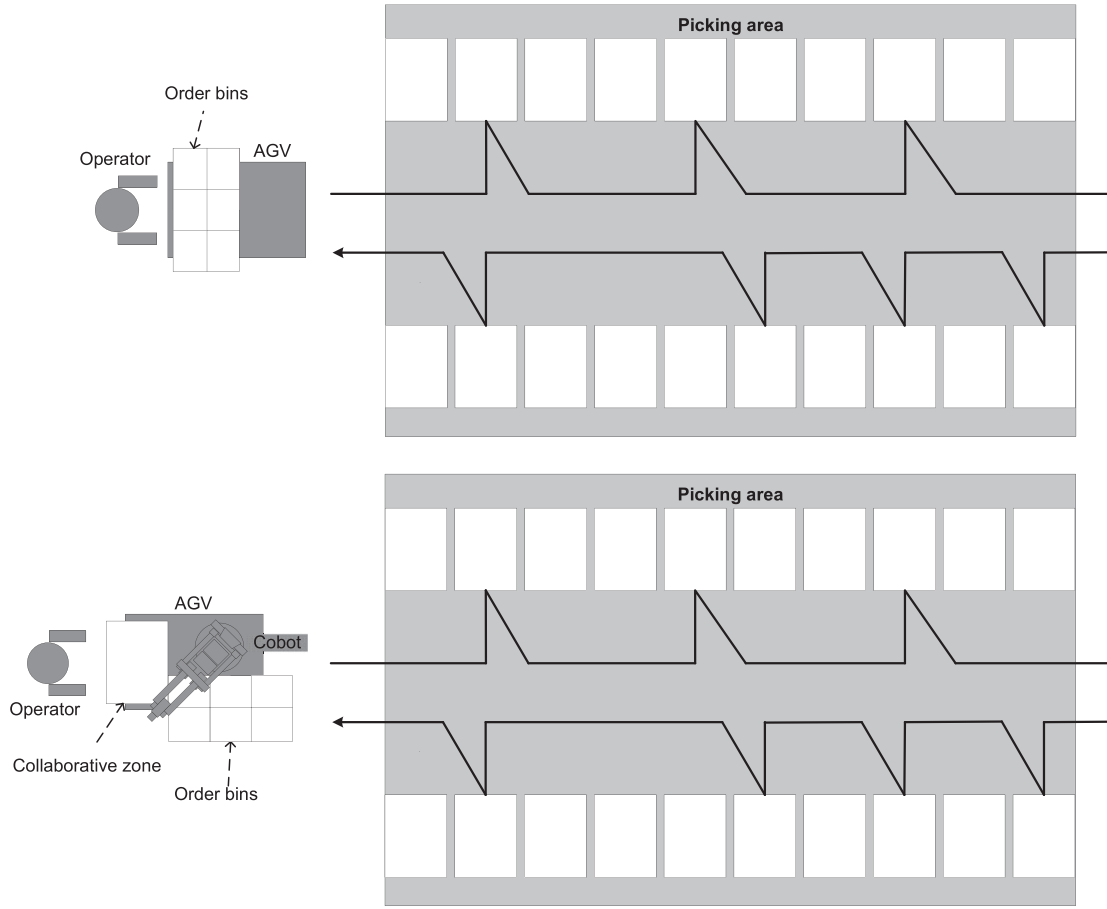 Picking area
Order bins
Operator
AGV
Picking area
AGV
Cobot
Operator
Collaborative zone
Order bins